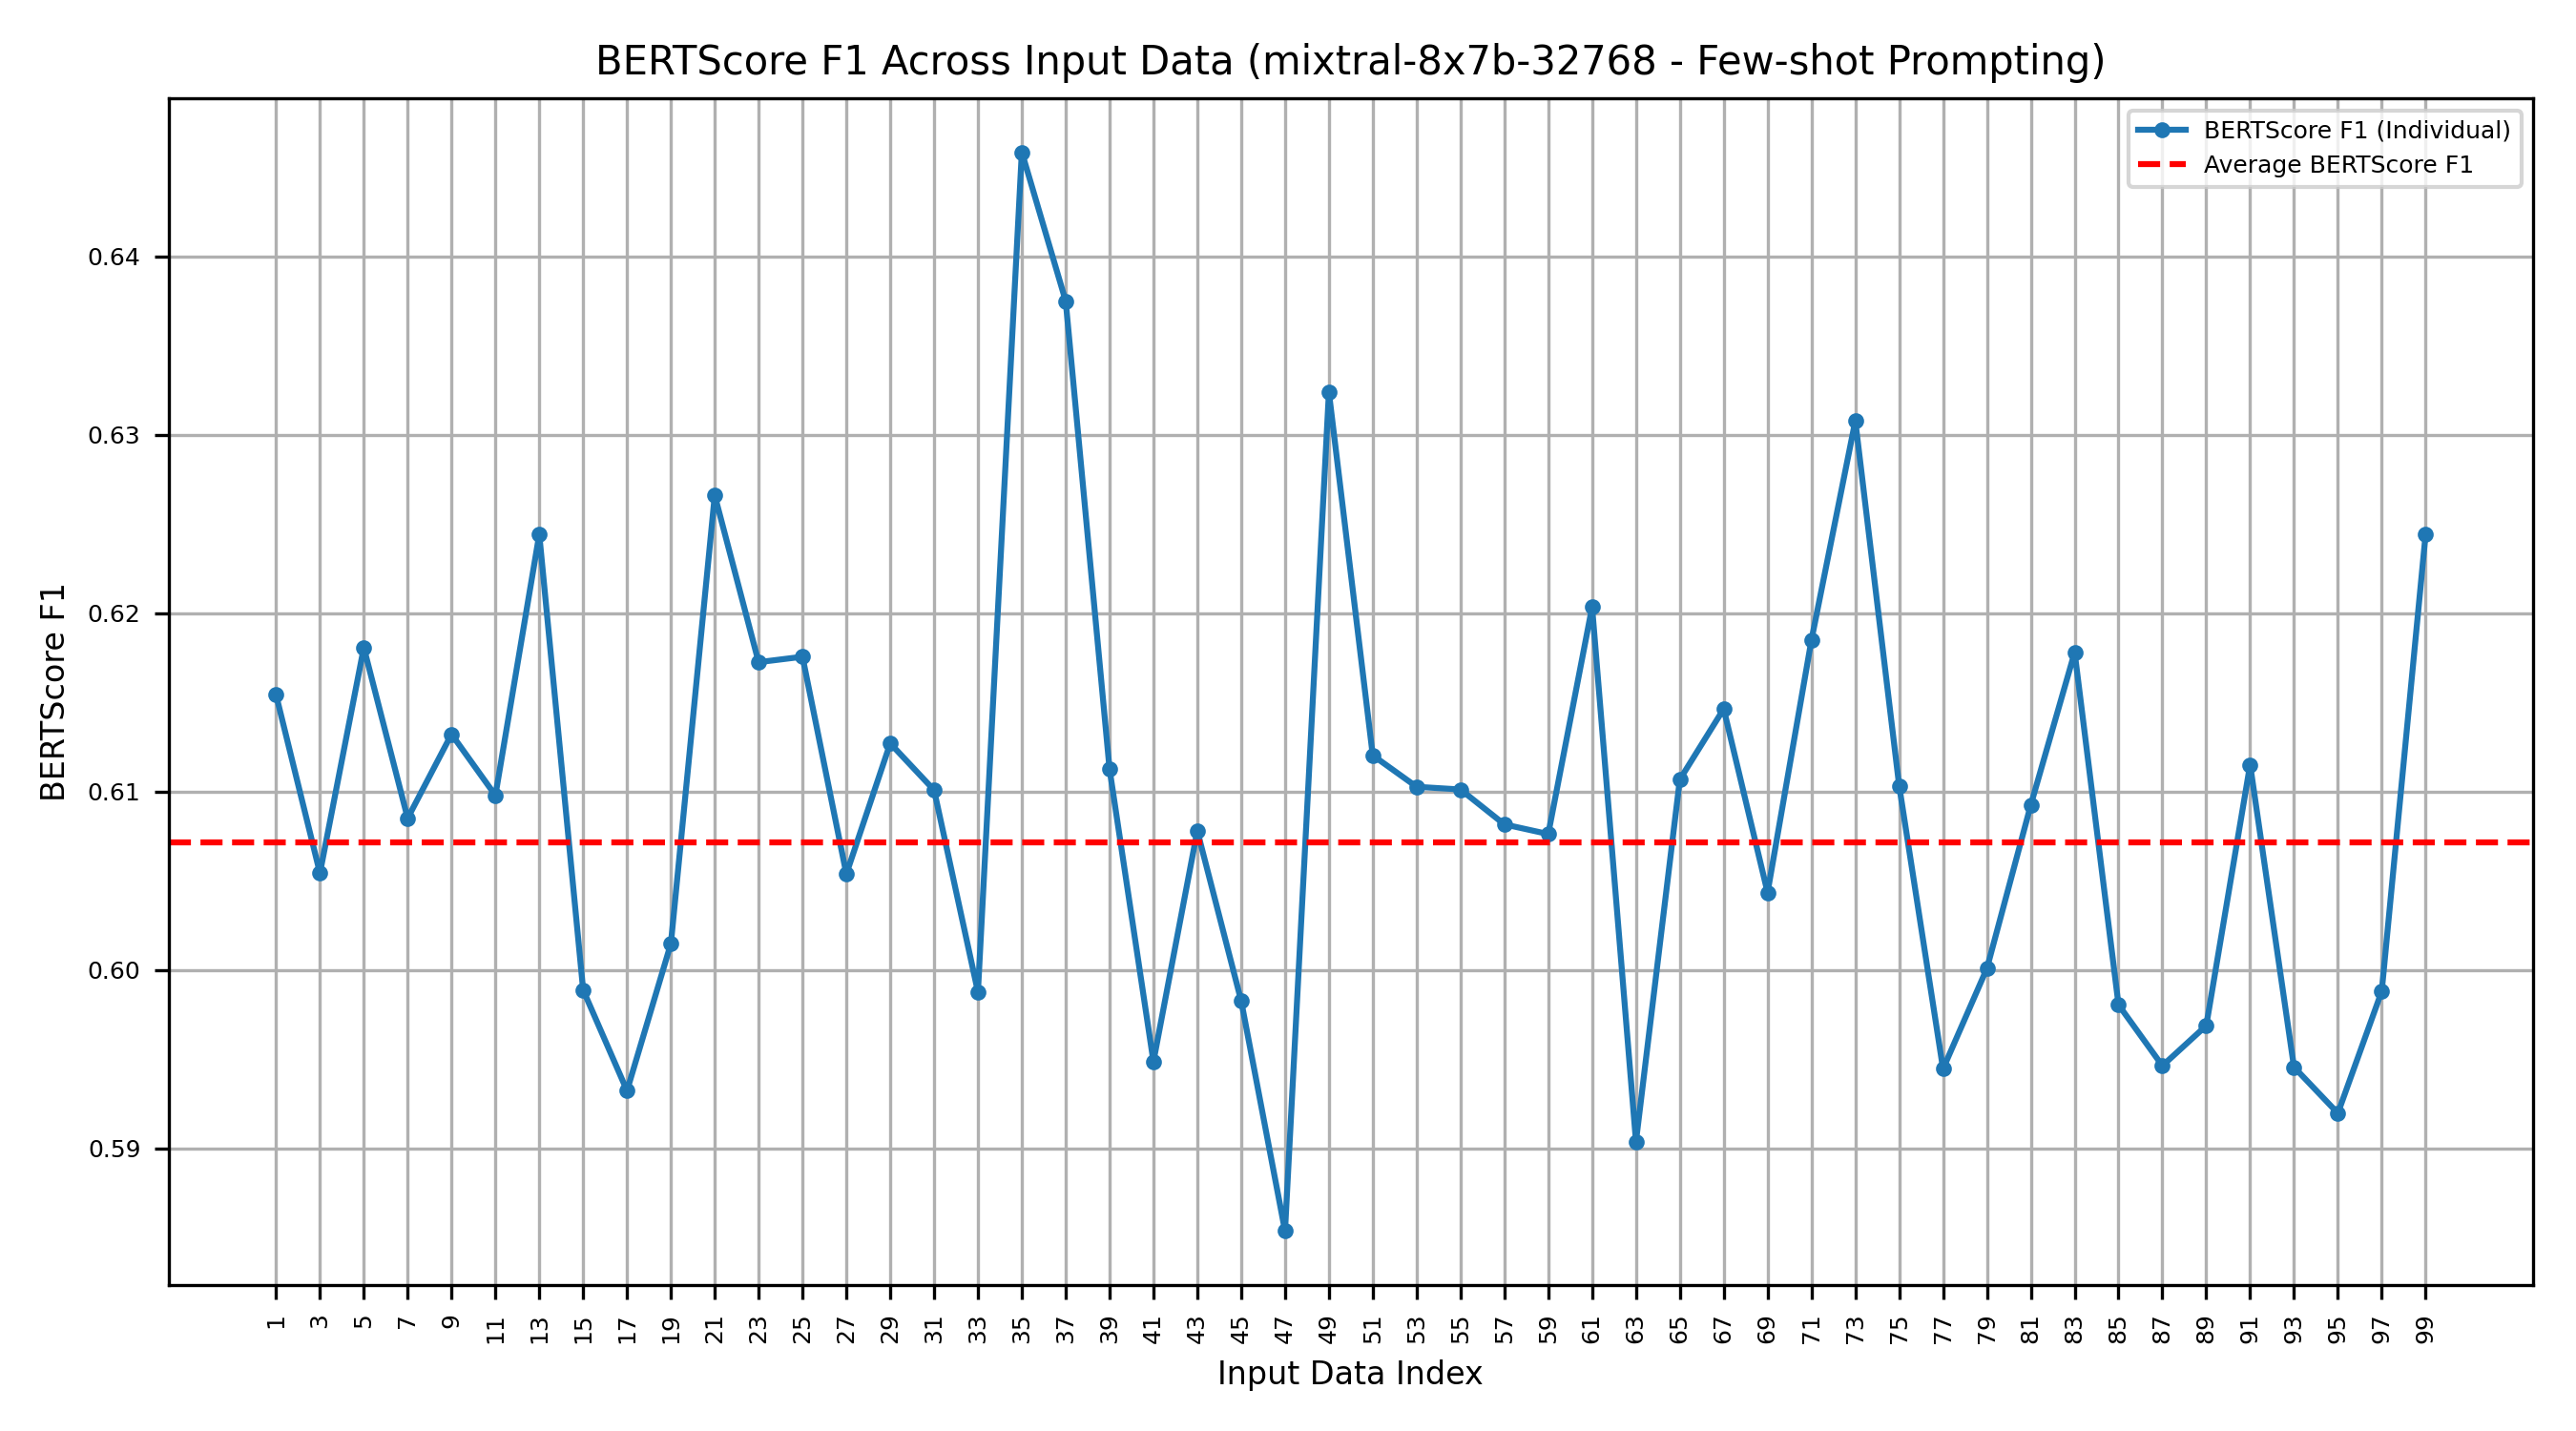 BERTScore F1 Across Input Data (mixtral-8x7b-32768 - Few-shot Prompting)
BERTScore F1 (Individual)
Average BERTScore F1
BERTScore F1
0.64
0.63
0.62
0.61
0.60
0.59
1 3 5 7 9 11 13 15 17 19 21 23 25 27 29 31 33 35 37 39 41 43 45 47 49 51 53 55 57 59 61 63 65 67 69 71 73 75 77 79 81 83 85 87 89 91 93 95 97 99
Input Data Index